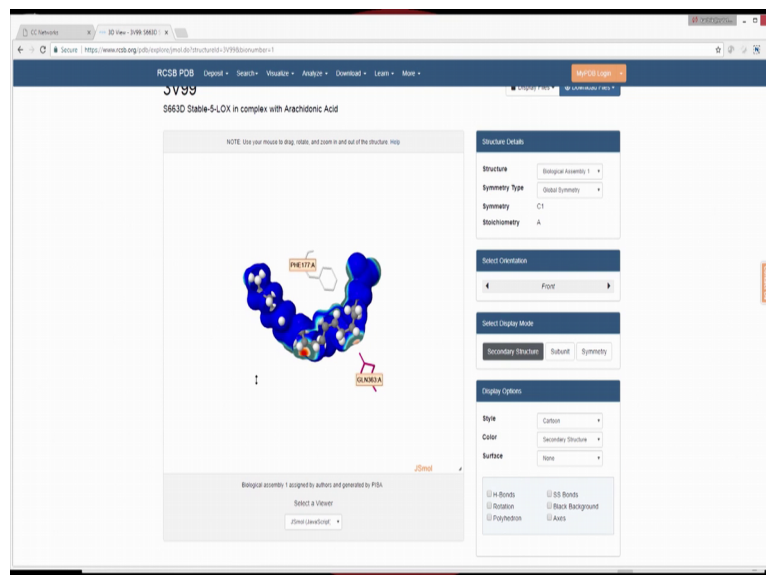 CC Networks
3D View - 3V99: S663D
Secure | https://www.rcsb.org/pdb/explore/jmol.do?structureId=3V99&bionumber=1
RCSB PDB Deposit Search Visualize Analyze Download Learn More MyPDB Login
3V99
Display Files Download Files
S663D Stable-5-LOX in complex with Arachidonic Acid
NOTE: Use your mouse to drag, rotate, and zoom in and out of the structure. Help
PHE177:A
GLN363:A
JSmol
Biological assembly 1 assigned by authors and generated by PISA
Select a Viewer
JSmol (JavaScript)
Structure Details
Structure Biological Assembly 1
Symmetry Type Global Symmetry
Symmetry C1
Stoichiometry A
Select Orientation
Front
Select Display Mode
Secondary Structure Subunit Symmetry
Display Options
Style Cartoon
Color Secondary Structure
Surface None
H-Bonds SS Bonds
Rotation Black Background
Polyhedron Axes